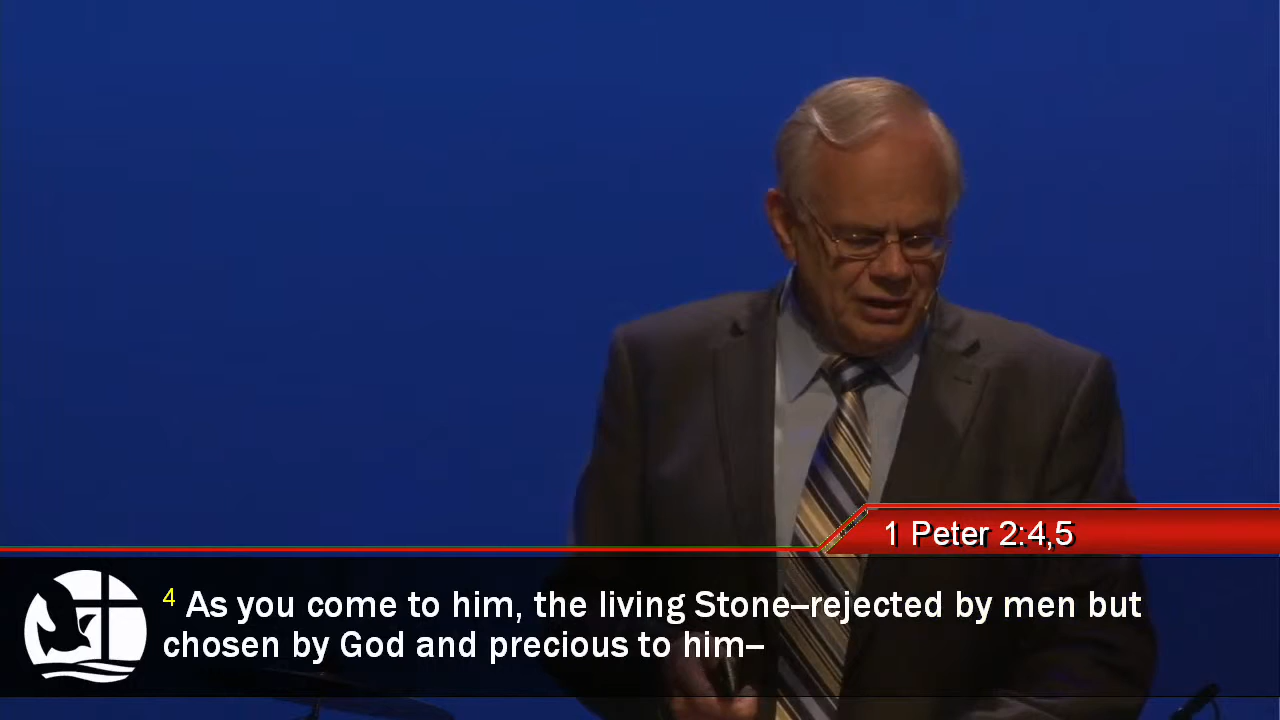 1 Peter 2:4,5
4 As you come to him, the living Stone–rejected by men but
chosen by God and precious to him–